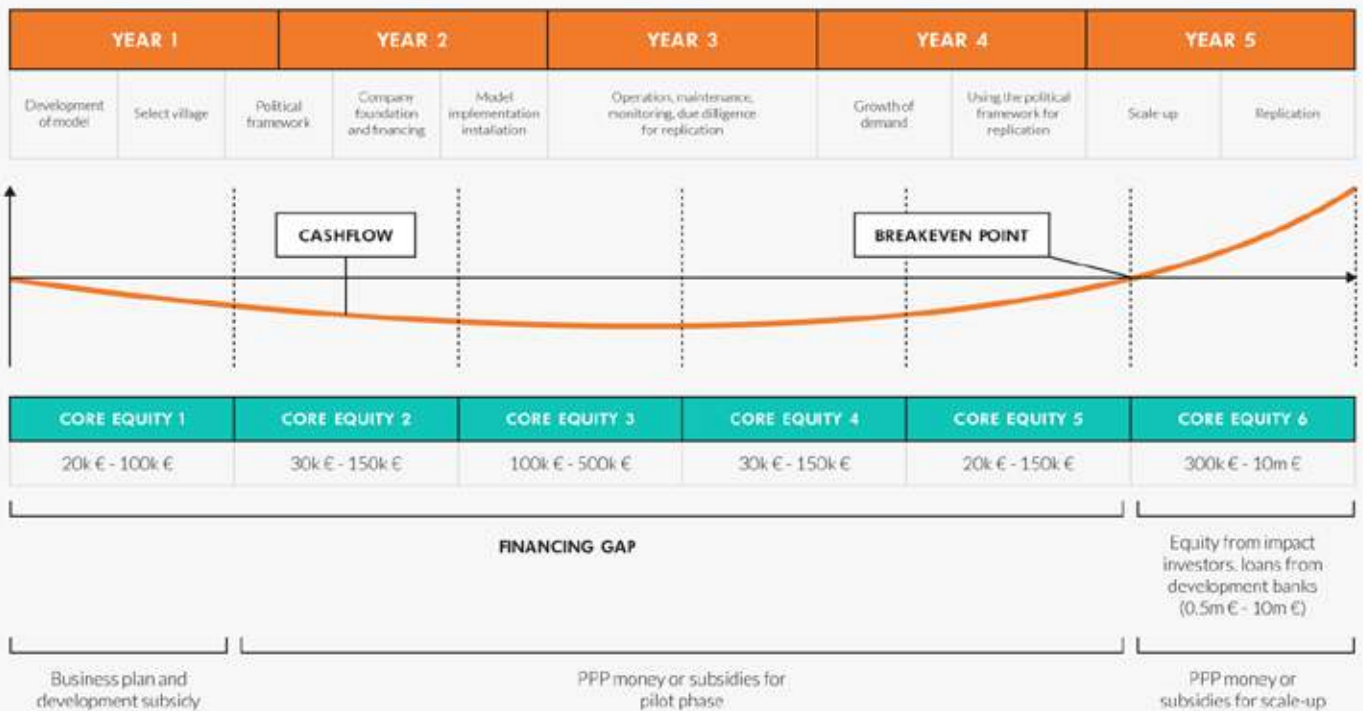 YEAR 1
YEAR 2
YEAR 3
YEAR 4
YEAR 5
Development
of model
Select village
Political
framework
Company
foundation
and financing
Model
implementation
installation
Operation, maintenance,
monitoring, due dilligence
for replication
Growth of
demand
Using the political
framework for
replication
Scale-up
Replication
CASHFLOW
BREAKEVEN POINT
CORE EQUITY 1
CORE EQUITY 2
CORE EQUITY 3
CORE EQUITY 4
CORE EQUITY 5
CORE EQUITY 6
20k € - 100k €
30k € - 150k €
100k € - 500k €
30k € - 150k €
20k € - 150k €
300k € - 10m €
FINANCING GAP
Equity from impact
investors, loans from
development banks
(0.5m € - 10m €)
Business plan and
development subsidy
PPP money or subsidies for
pilot phase
PPP money or
subsidies for scale-up